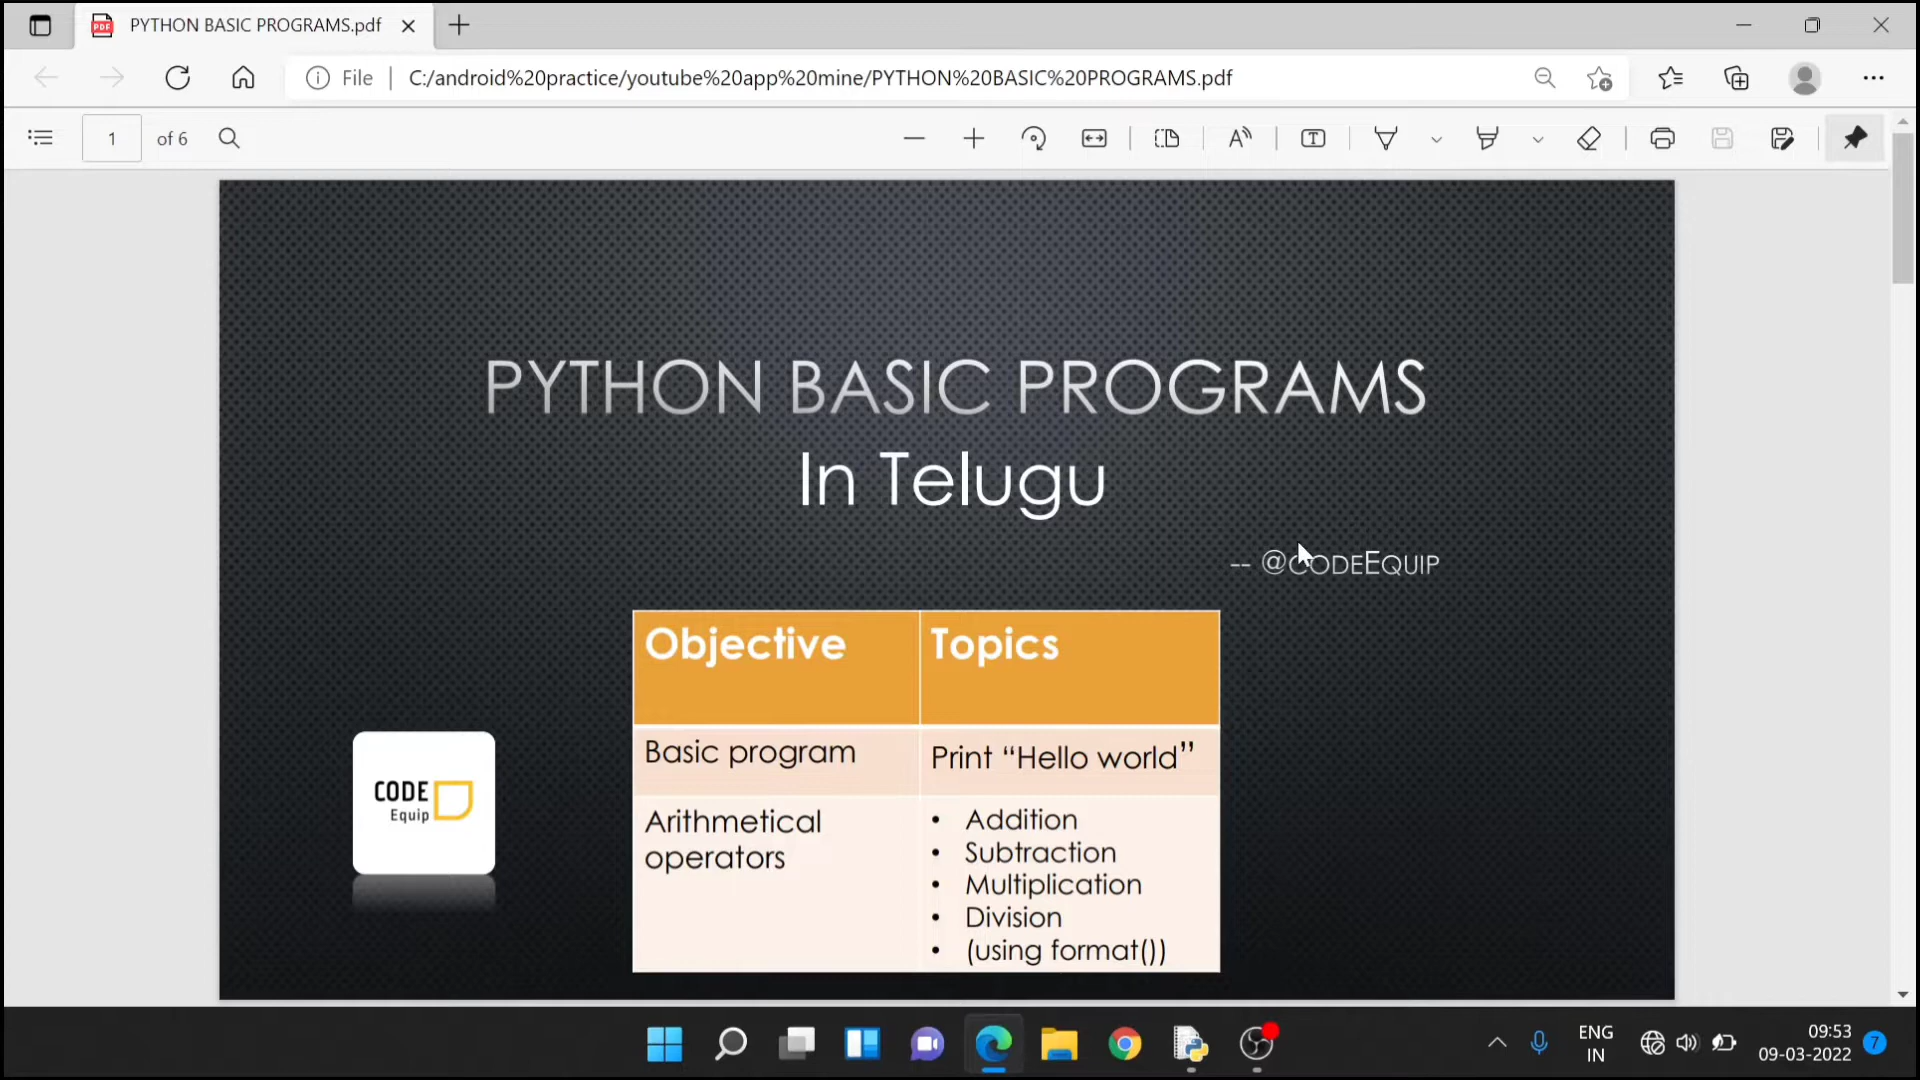 PYTHON BASIC PROGRAMS.pdf
File
C:/android%20practice/youtube%20app%20mine/PYTHON%20BASIC%20PROGRAMS.pdf
1 of 6
PYTHON BASIC PROGRAMS
In Telugu
-- @CODEEQUIP
Objective Topics
Basic program Print “Hello world”
Arithmetical operators
• Addition
• Subtraction
• Multiplication
• Division
• (using format())
CODE
Equip
ENG
IN
09:53
09-03-2022
7